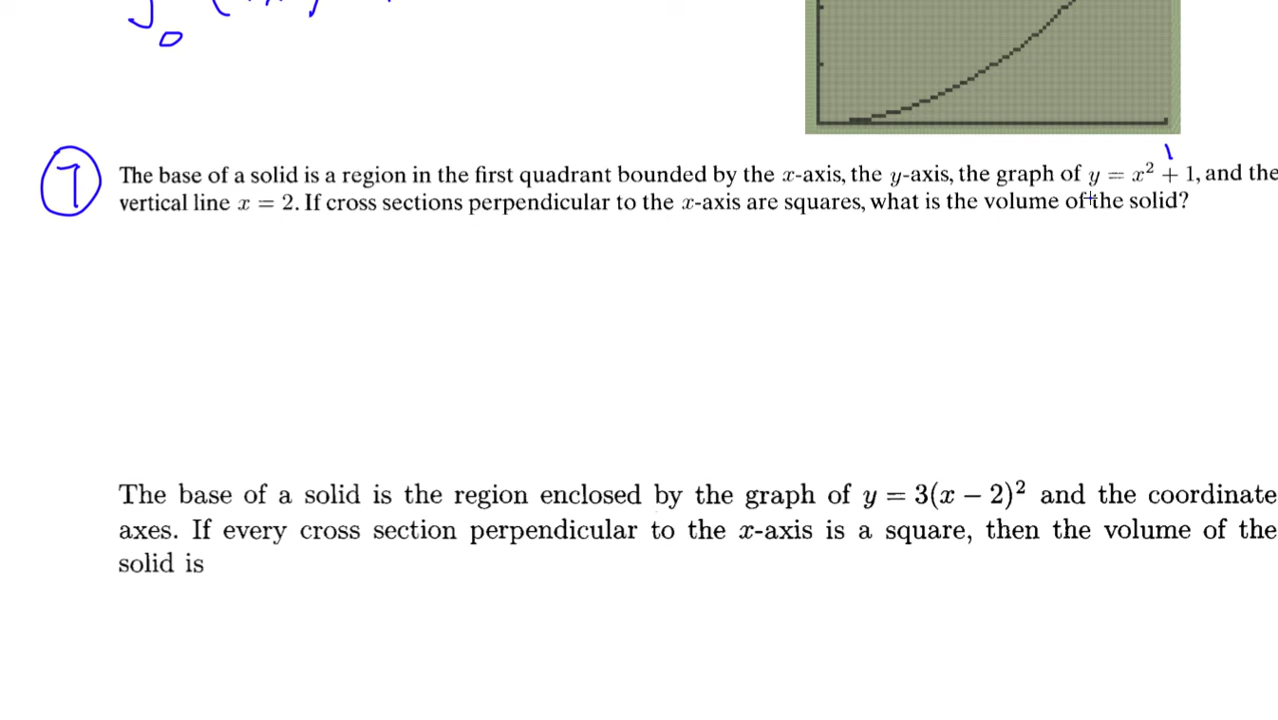 0
7
1
The base of a solid is a region in the first quadrant bounded by the x-axis, the y-axis, the graph of y = x² + 1, and the
vertical line x = 2. If cross sections perpendicular to the x-axis are squares, what is the volume of the solid?
The base of a solid is the region enclosed by the graph of y = 3(x − 2)² and the coordinate
axes. If every cross section perpendicular to the x-axis is a square, then the volume of the
solid is